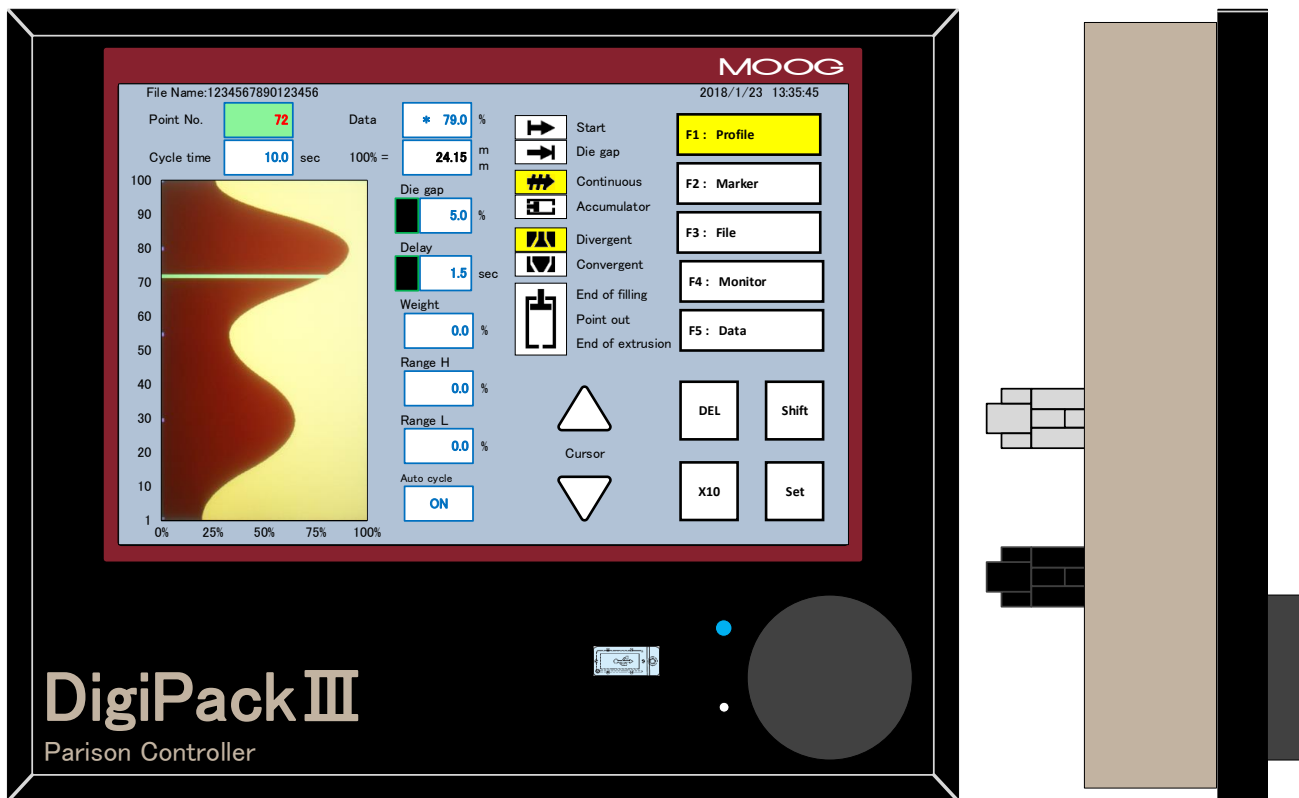 MOOG
File Name:1234567890123456
2018/1/23 13:35:45
Point No. 72 Data * 79.0 %
Cycle time 10.0 sec 100% = 24.15 m
m
Start
Die gap
Continuous
Accumulator
Divergent
Convergent
End of filling
Point out
End of extrusion
F1 : Profile
F2 : Marker
F3 : File
F4 : Monitor
F5 : Data
100
90
80
70
60
50
40
30
20
10
1
0% 25% 50% 75% 100%
Die gap
5.0 %
Delay
1.5 sec
Weight
0.0 %
Range H
0.0 %
Range L
0.0 %
Auto cycle
ON
Cursor
DEL Shift
X10 Set
DigiPackⅢ
Parison Controller